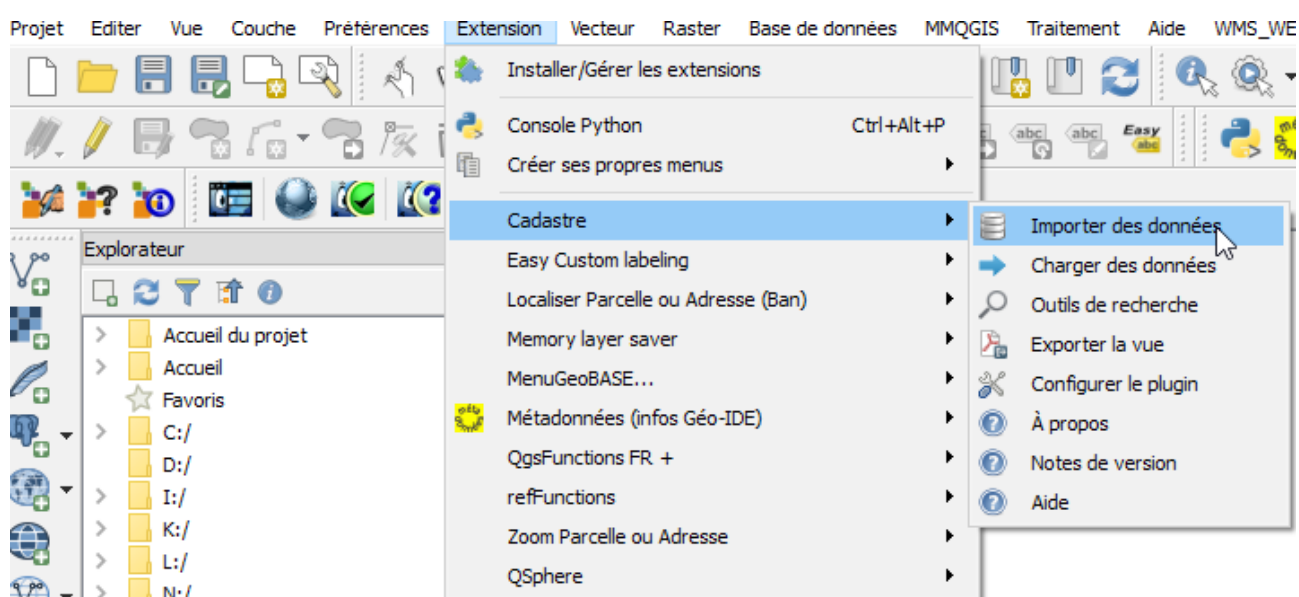 Projet Editer Vue Couche Préférences Extension Vecteur Raster Base de données MMQGIS Traitement Aide WMS_WE
Installer/Gérer les extensions
Console Python Ctrl+Alt+P
Créer ses propres menus
abc abc Easy abc
Cadastre
Easy Custom labeling
Localiser Parcelle ou Adresse (Ban)
Memory layer saver
MenuGeoBASE...
Métadonnées (infos Géo-IDE)
QgsFunctions FR +
refFunctions
Zoom Parcelle ou Adresse
QSphere
Importer des données
Charger des données
Outils de recherche
Exporter la vue
Configurer le plugin
À propos
Notes de version
Aide
Explorateur
Accueil du projet
Accueil
Favoris
C:/
D:/
I:/
K:/
L:/
N:/